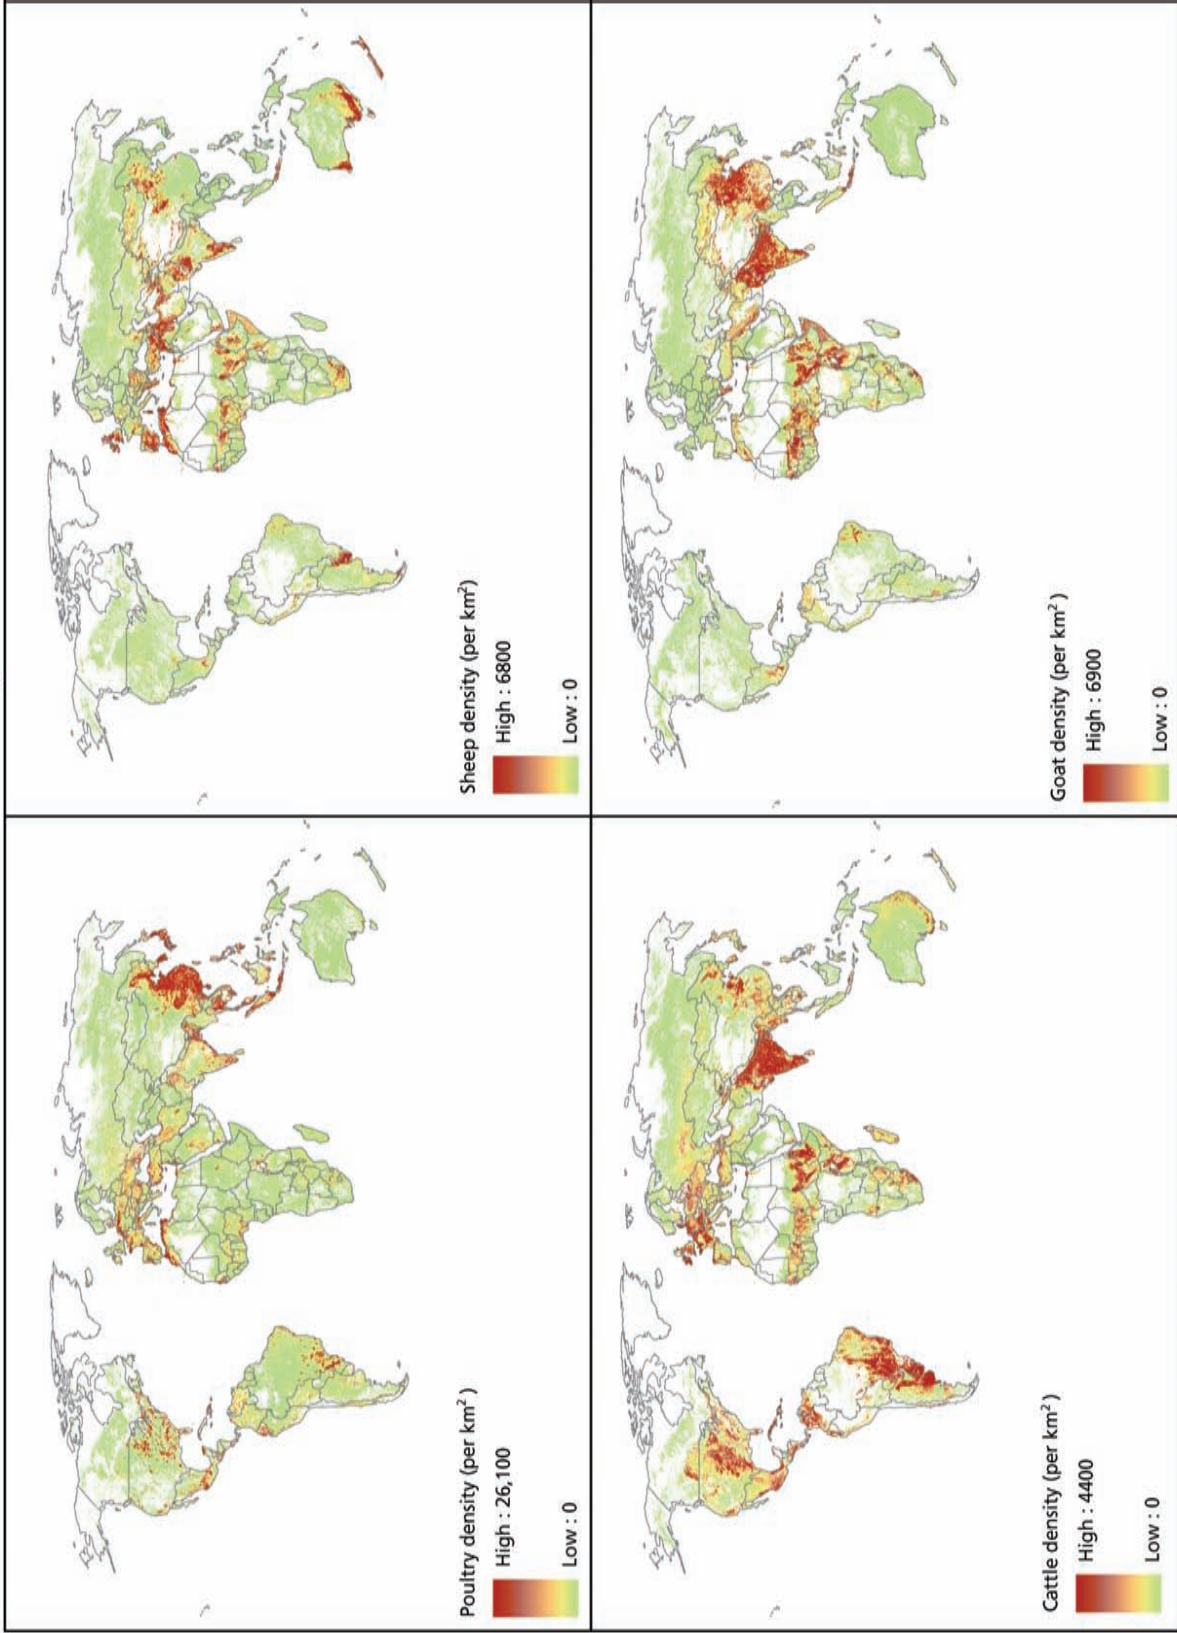 Poultry density (per km²)
High : 26,100
Low : 0
Sheep density (per km²)
High : 6800
Low : 0
Cattle density (per km²)
High : 4400
Low : 0
Goat density (per km²)
High : 6900
Low : 0